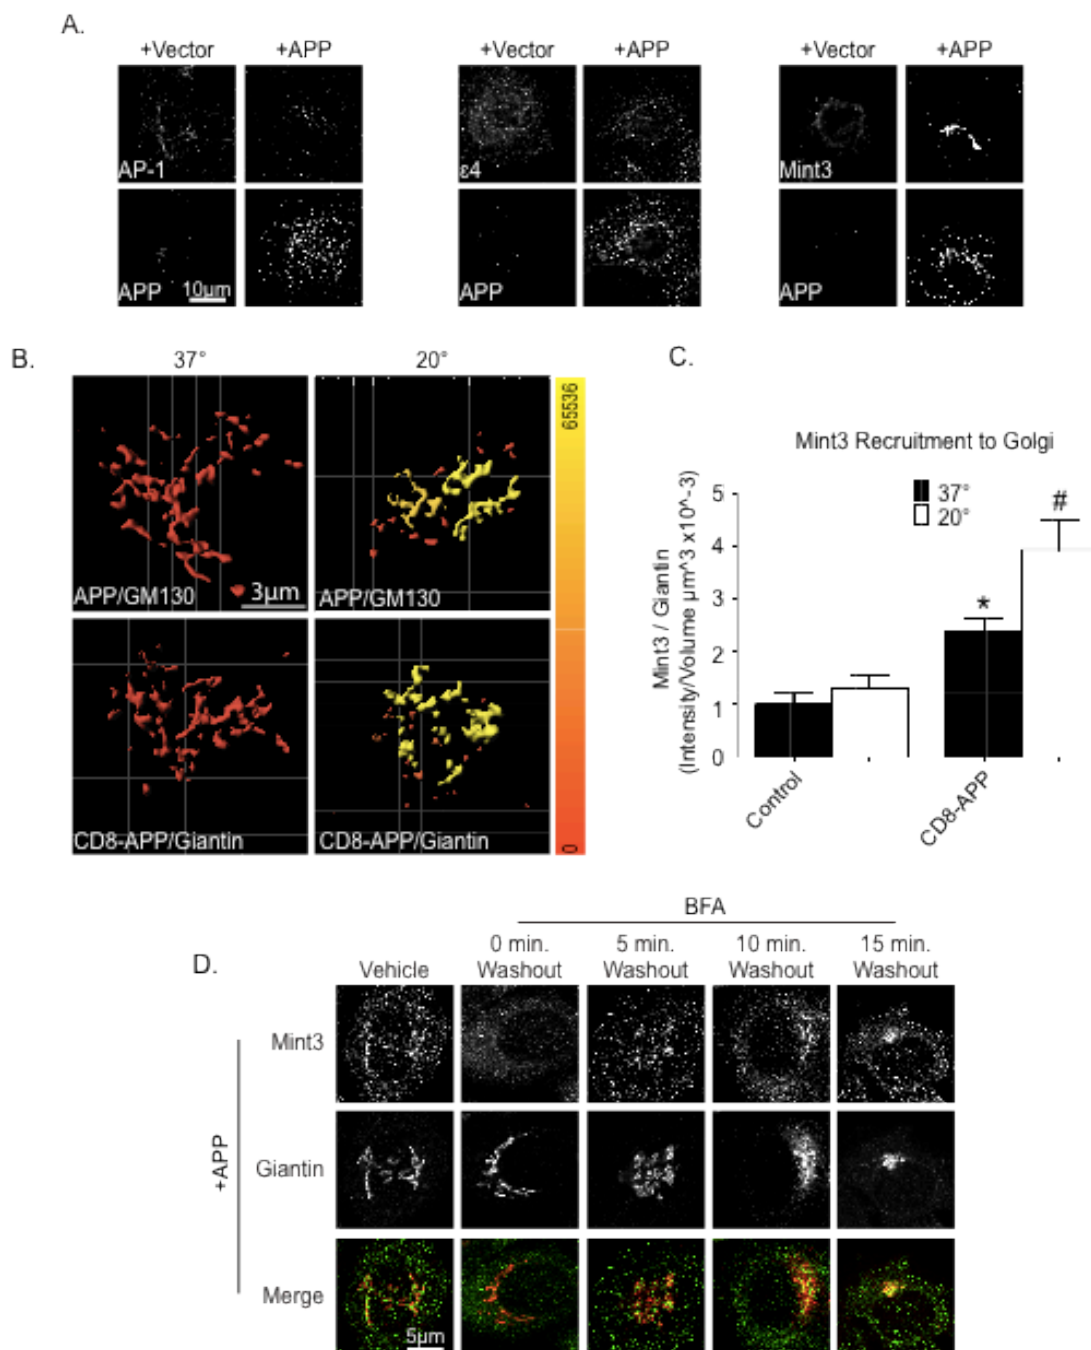 A.
+Vector +APP +Vector +APP +Vector +APP
AP-1 ε4 Mint3
APP 10μm APP APP
B.
37° 20°
65536
APP/GM130 3μm APP/GM130
CD8-APP/Giantin CD8-APP/Giantin
0
C.
Mint3 Recruitment to Golgi
37°
20°
Mint3 / Giantin
(Intensity/Volume μm^3 x10^-3)
5
4
3
2
1
0
* #
Control CD8-APP
D.
BFA
Vehicle 0 min. Washout 5 min. Washout 10 min. Washout 15 min. Washout
+APP
Mint3
Giantin
Merge
5μm